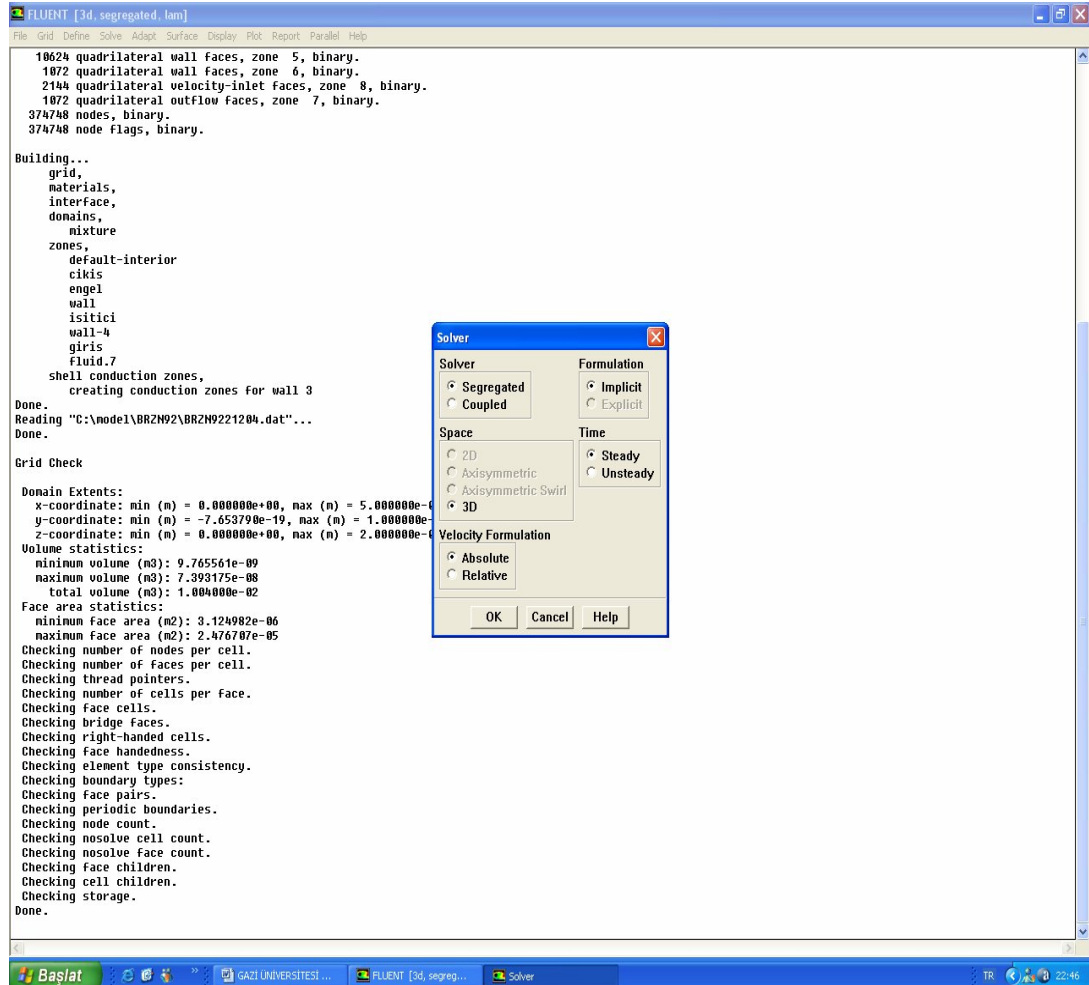 FLUENT [3d, segregated, lam]
File Grid Define Solve Adapt Surface Display Plot Report Parallel Help
10624 quadrilateral wall faces, zone 5, binary.
1072 quadrilateral wall faces, zone 6, binary.
2144 quadrilateral velocity-inlet faces, zone 8, binary.
1072 quadrilateral outflow faces, zone 7, binary.
374748 nodes, binary.
374748 node flags, binary.
Building...
grid,
materials,
interface,
domains,
mixture
zones,
default-interior
cikis
engel
wall
isitici
wall-4
giris
fluid.7
shell conduction zones,
creating conduction zones for wall 3
Done.
Reading "C:\model\BRZN92\BRZN9221204.dat"...
Done.
Grid Check
Domain Extents:
x-coordinate: min (m) = 0.000000e+00, max (m) = 5.000000e-
y-coordinate: min (m) = -7.653790e-19, max (m) = 1.000000e-
z-coordinate: min (m) = 0.000000e+00, max (m) = 2.000000e-
Volume statistics:
minimum volume (m3): 9.765561e-09
maximum volume (m3): 7.393175e-08
total volume (m3): 1.004000e-02
Face area statistics:
minimum face area (m2): 3.124982e-06
maximum face area (m2): 2.476707e-05
Checking number of nodes per cell.
Checking number of faces per cell.
Checking thread pointers.
Checking number of cells per face.
Checking face cells.
Checking bridge faces.
Checking right-handed cells.
Checking face handedness.
Checking element type consistency.
Checking boundary types:
Checking face pairs.
Checking periodic boundaries.
Checking node count.
Checking nosolve cell count.
Checking nosolve face count.
Checking face children.
Checking cell children.
Checking storage.
Done.
Solver
Solver Formulation
Segregated Implicit
Coupled Explicit
Space Time
2D Steady
Axisymmetric Unsteady
Axisymmetric Swirl
3D
Velocity Formulation
Absolute
Relative
OK Cancel Help
Başlat GAZİ ÜNİVERSİTESİ ... FLUENT [3d, segreg... Solver TR 22:46